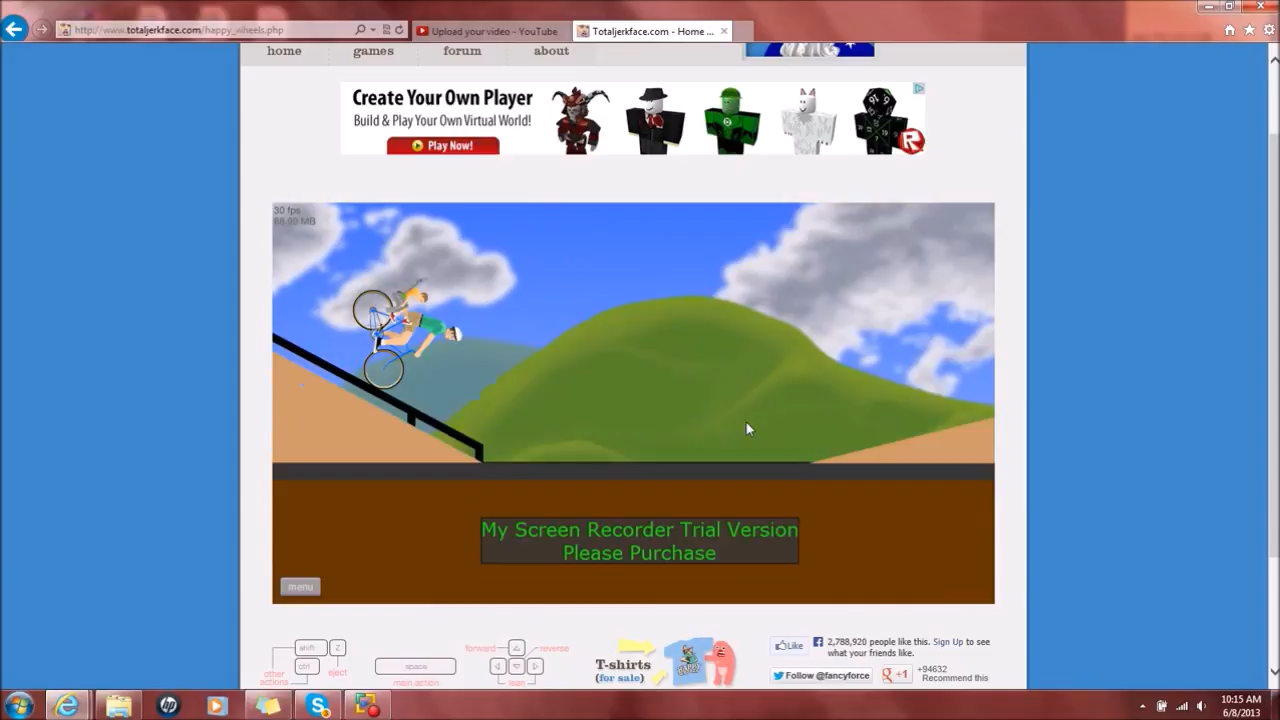 http://www.totaljerkface.com/happy_wheels.php
Upload your video - YouTube
Totaljerkface.com - Home ...
home
games
forum
about
Create Your Own Player
Build & Play Your Own Virtual World!
Play Now!
30 fps
68.99 MB
My Screen Recorder Trial Version
Please Purchase
menu
shift
Z
ctrl
eject
other
actions
space
main action
forward
reverse
lean
T-shirts
(for sale)
Like
2,788,920 people like this. Sign Up to see
what your friends like.
Follow @fancyforce
+1
+94632
Recommend this
10:15 AM
6/8/2013